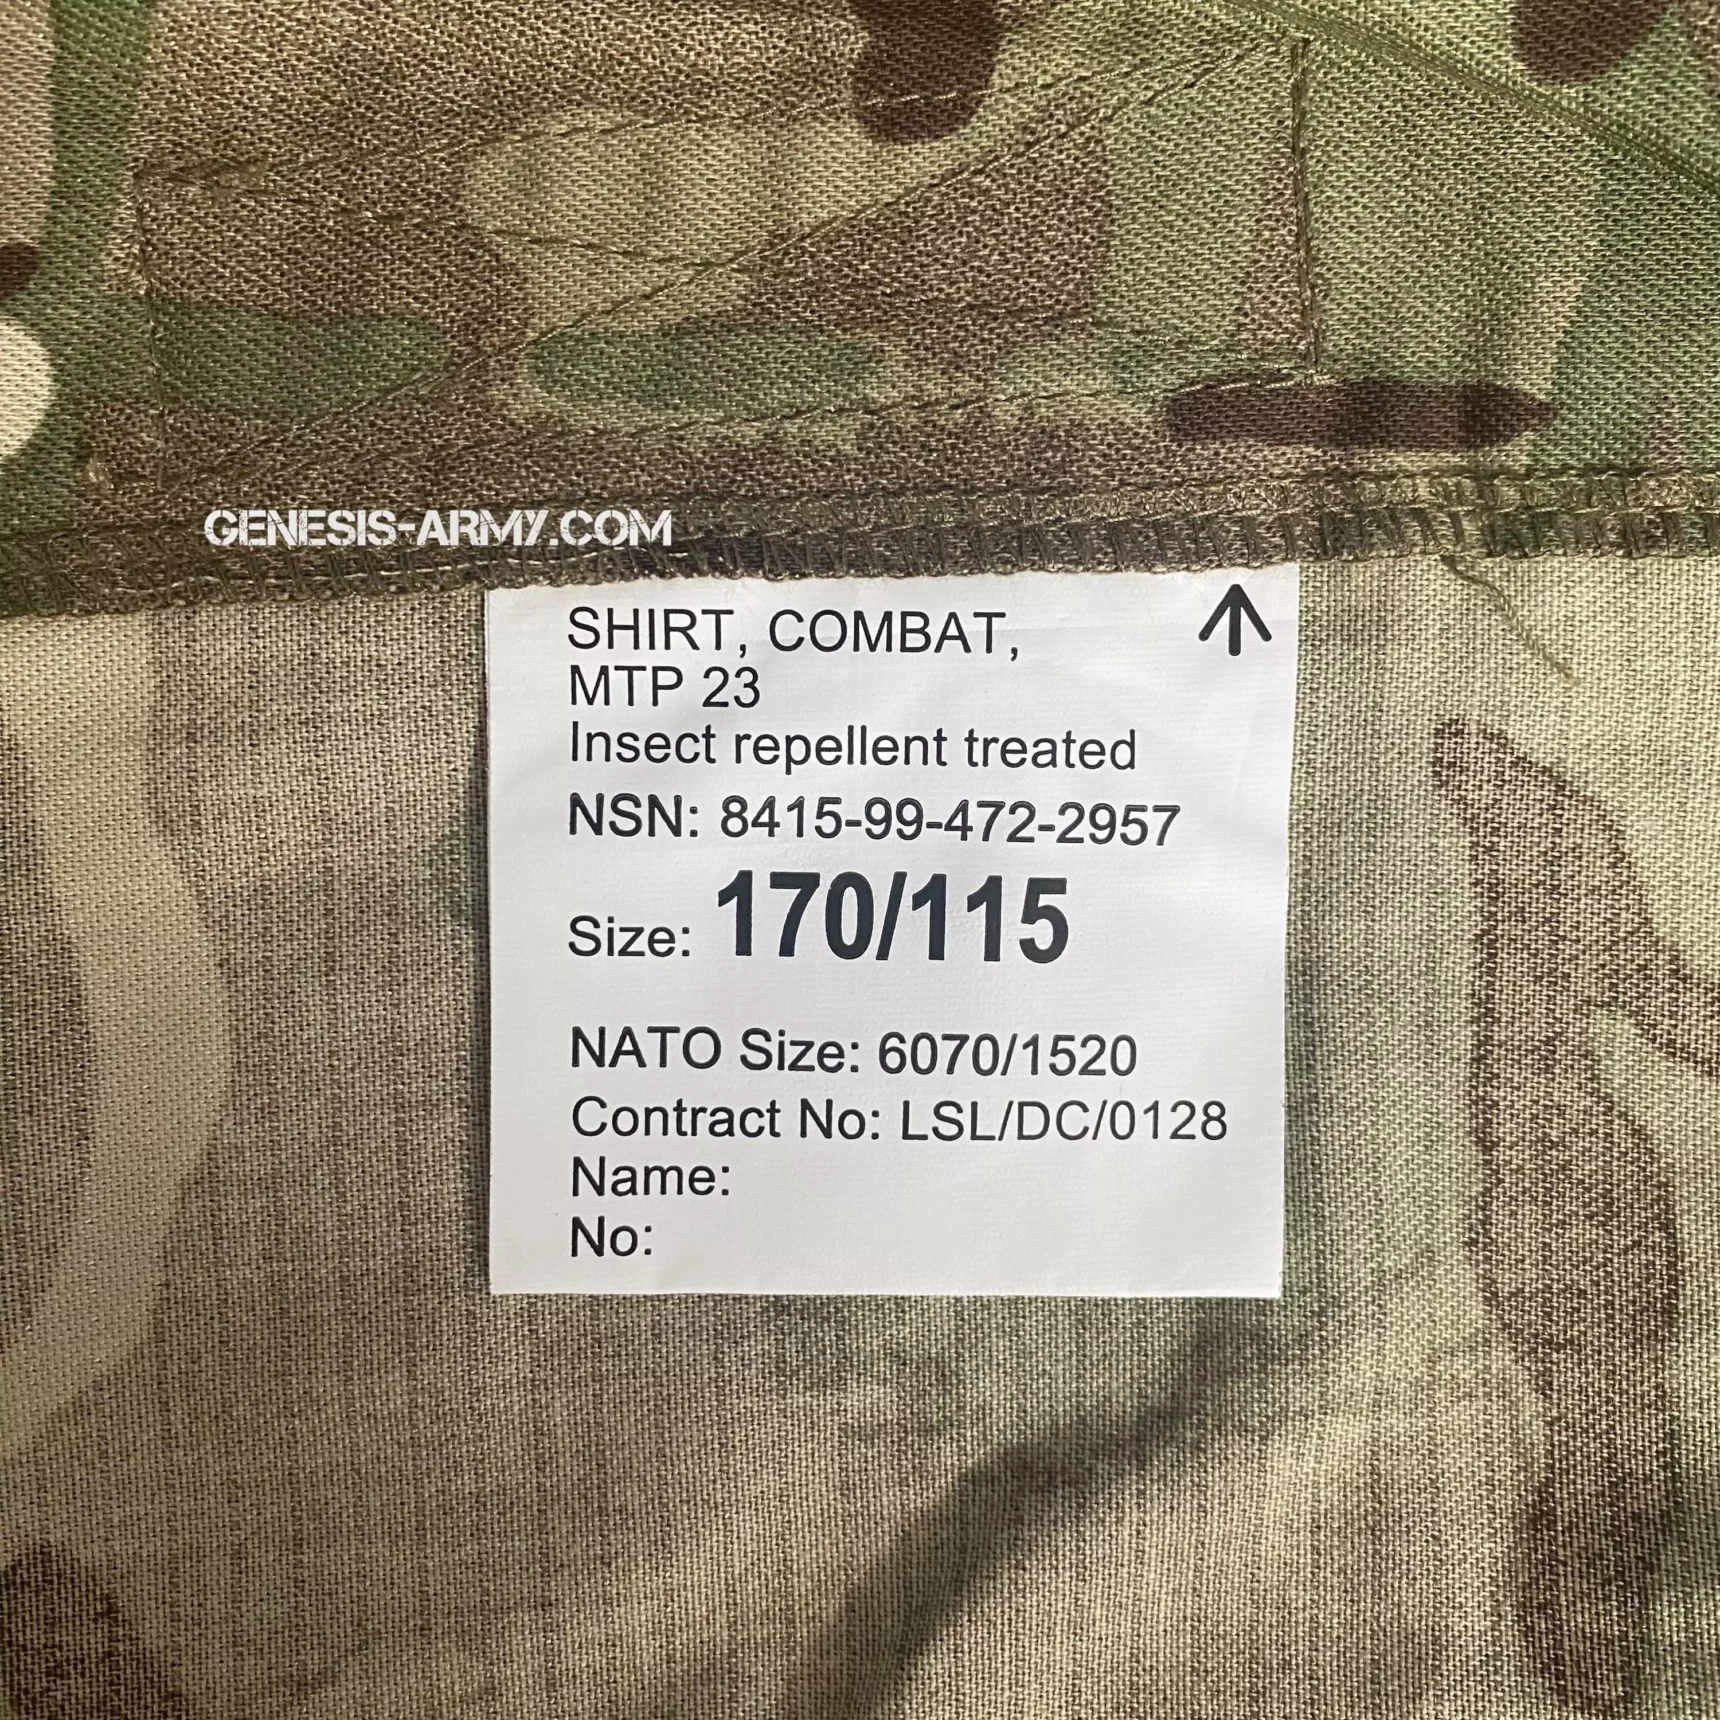 GENESIS-ARMY.COM
SHIRT, COMBAT,
MTP 23
Insect repellent treated
NSN: 8415-99-472-2957
Size: 170/115
NATO Size: 6070/1520
Contract No: LSL/DC/0128
Name:
No: